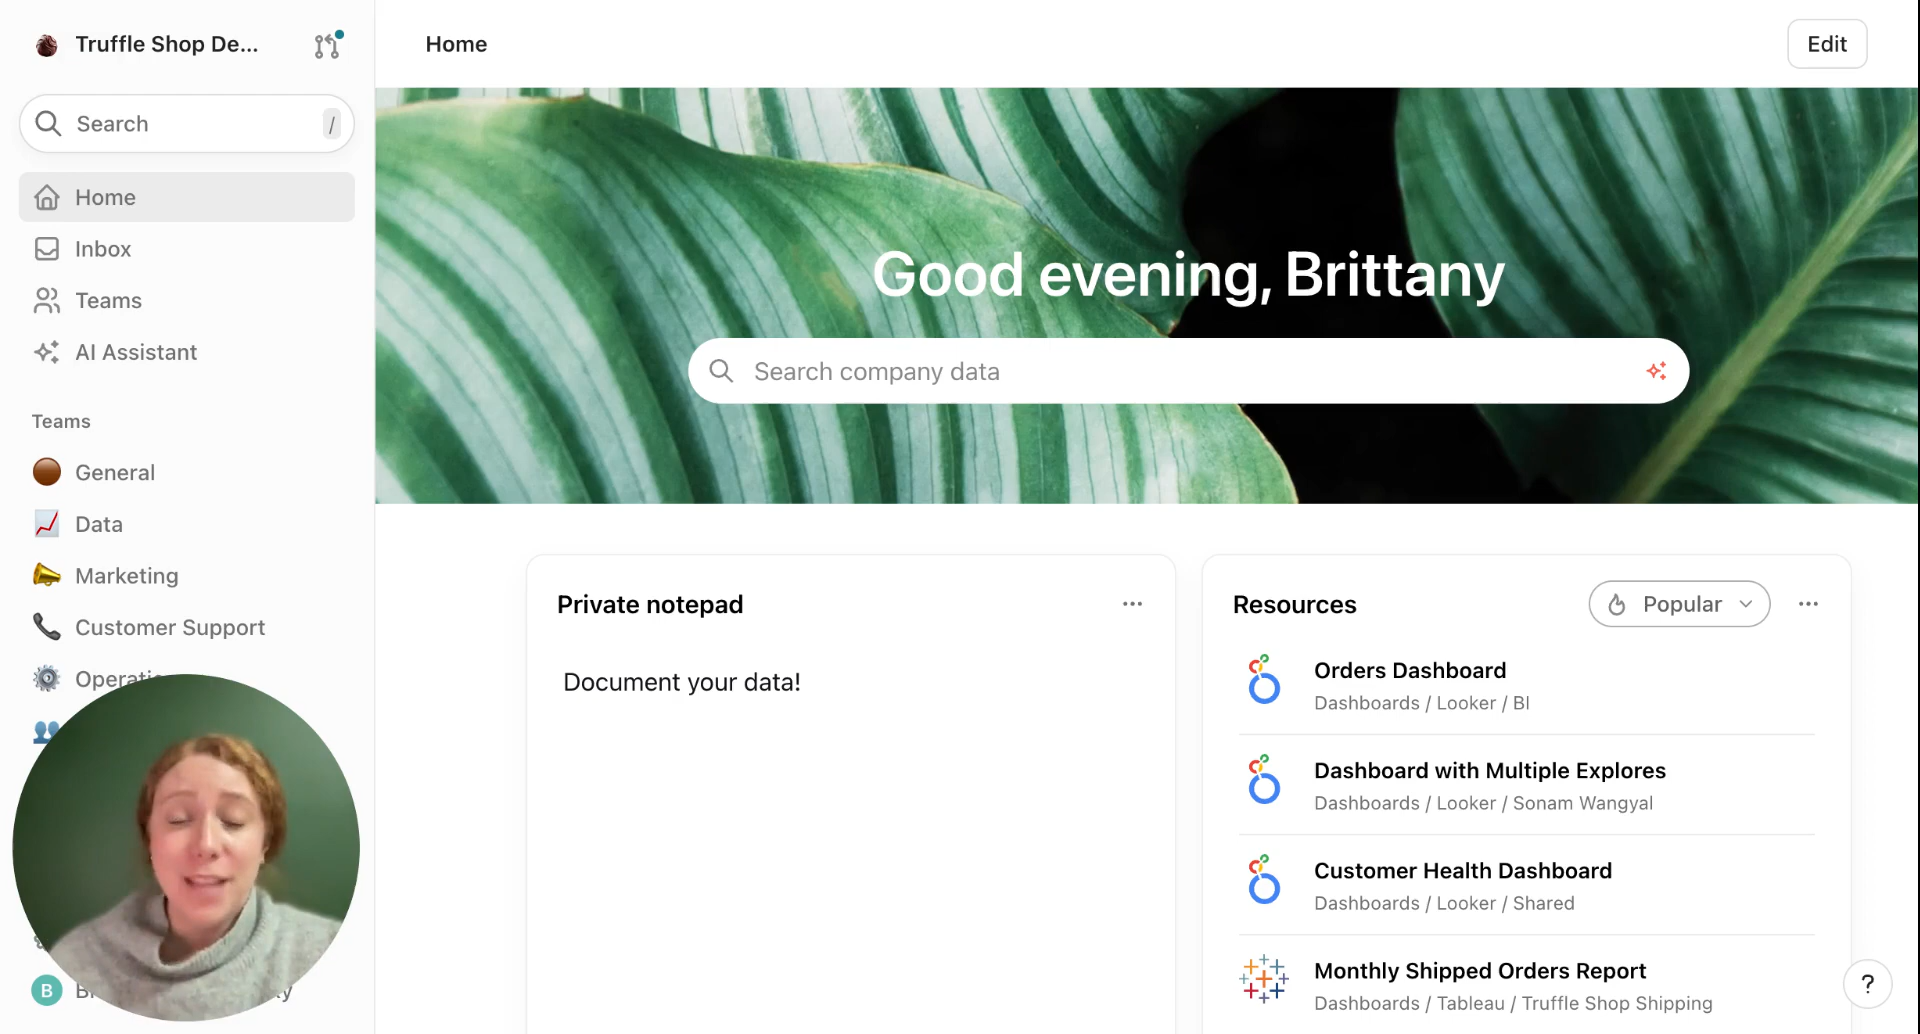 Truffle Shop De...
Search
/
Home
Inbox
Teams
AI Assistant
Teams
General
Data
Marketing
Customer Support
B
Home
Edit
Good evening, Brittany
Search company data
Private notepad
Document your data!
Resources
Popular
Orders Dashboard
Dashboards / Looker / BI
Dashboard with Multiple Explores
Dashboards / Looker / Sonam Wangyal
Customer Health Dashboard
Dashboards / Looker / Shared
Monthly Shipped Orders Report
Dashboards / Tableau / Truffle Shop Shipping
?